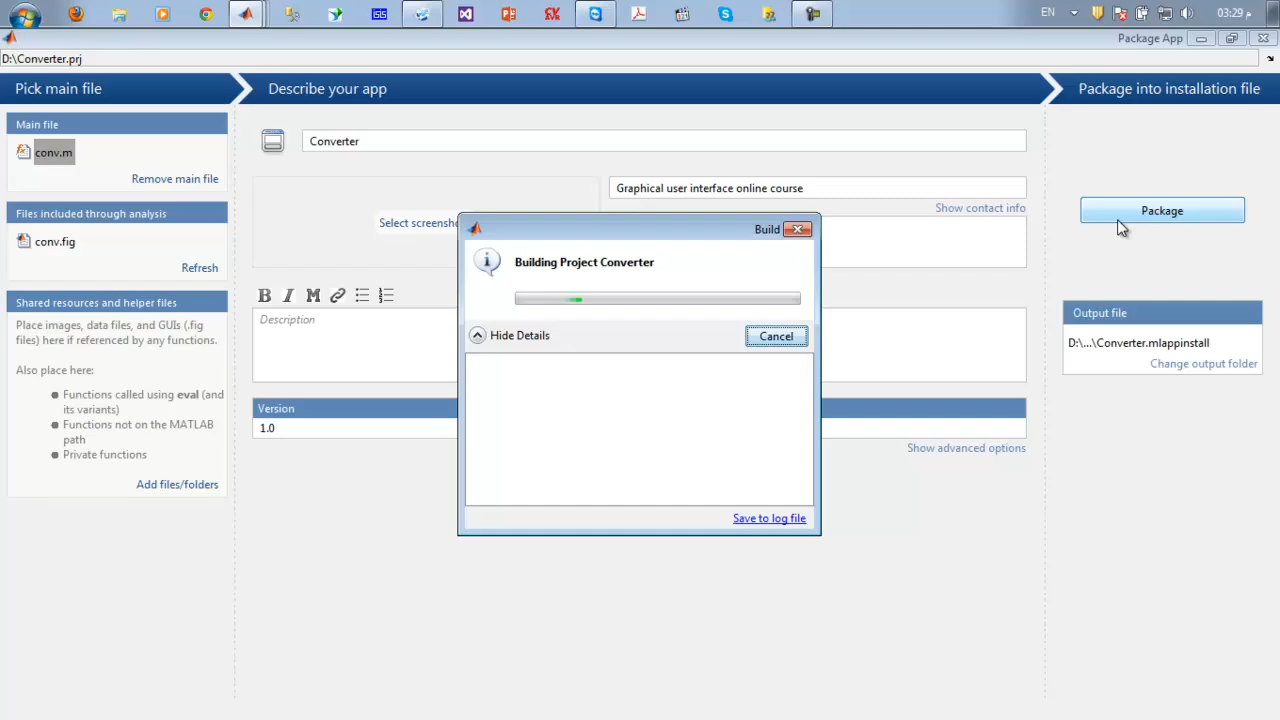 EN
03:29 م
Package App
D:\Converter.prj
Pick main file
Describe your app
Package into installation file
Main file
conv.m
Remove main file
Files included through analysis
conv.fig
Refresh
Shared resources and helper files
Place images, data files, and GUIs (.fig
files) here if referenced by any functions.
Also place here:
Functions called using eval (and
its variants)
Functions not on the MATLAB
path
Private functions
Add files/folders
Converter
Graphical user interface online course
Select screensho
Show contact info
B I M
Description
Version
1.0
Show advanced options
Build
Building Project Converter
Hide Details
Cancel
Save to log file
Package
Output file
D:\...\Converter.mlappinstall
Change output folder